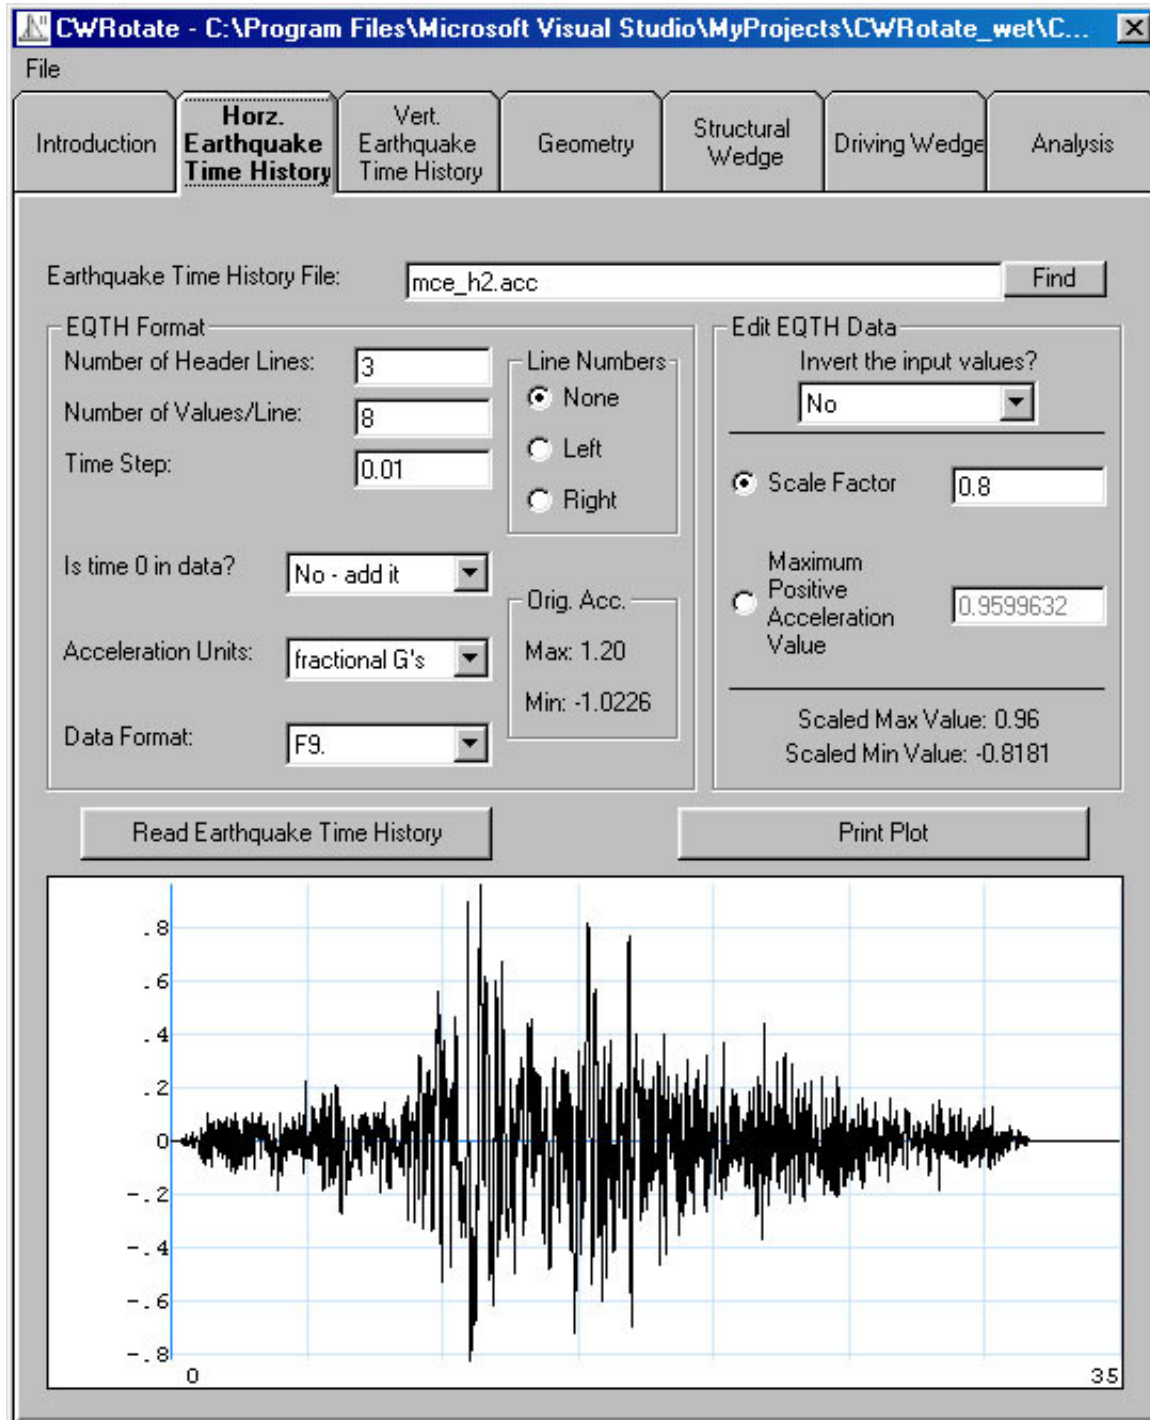 CWRotate - C:\Program Files\Microsoft Visual Studio\MyProjects\CWRotate_wet\C...
File
Introduction
Horz.
Earthquake
Time History
Vert.
Earthquake
Time History
Geometry
Structural
Wedge
Driving Wedge
Analysis
Earthquake Time History File:
mce_h2.acc
Find
EQTH Format
Number of Header Lines:
3
Number of Values/Line:
8
Time Step:
0.01
Line Numbers
None
Left
Right
Is time 0 in data?
No - add it
Acceleration Units:
fractional G's
Data Format:
F9.
Orig. Acc.
Max: 1.20
Min: -1.0226
Edit EQTH Data
Invert the input values?
No
Scale Factor
0.8
Maximum
Positive
Acceleration
Value
0.9599632
Scaled Max Value: 0.96
Scaled Min Value: -0.8181
Read Earthquake Time History
Print Plot
.8
.6
.4
.2
0
-.2
-.4
-.6
-.8
0
35